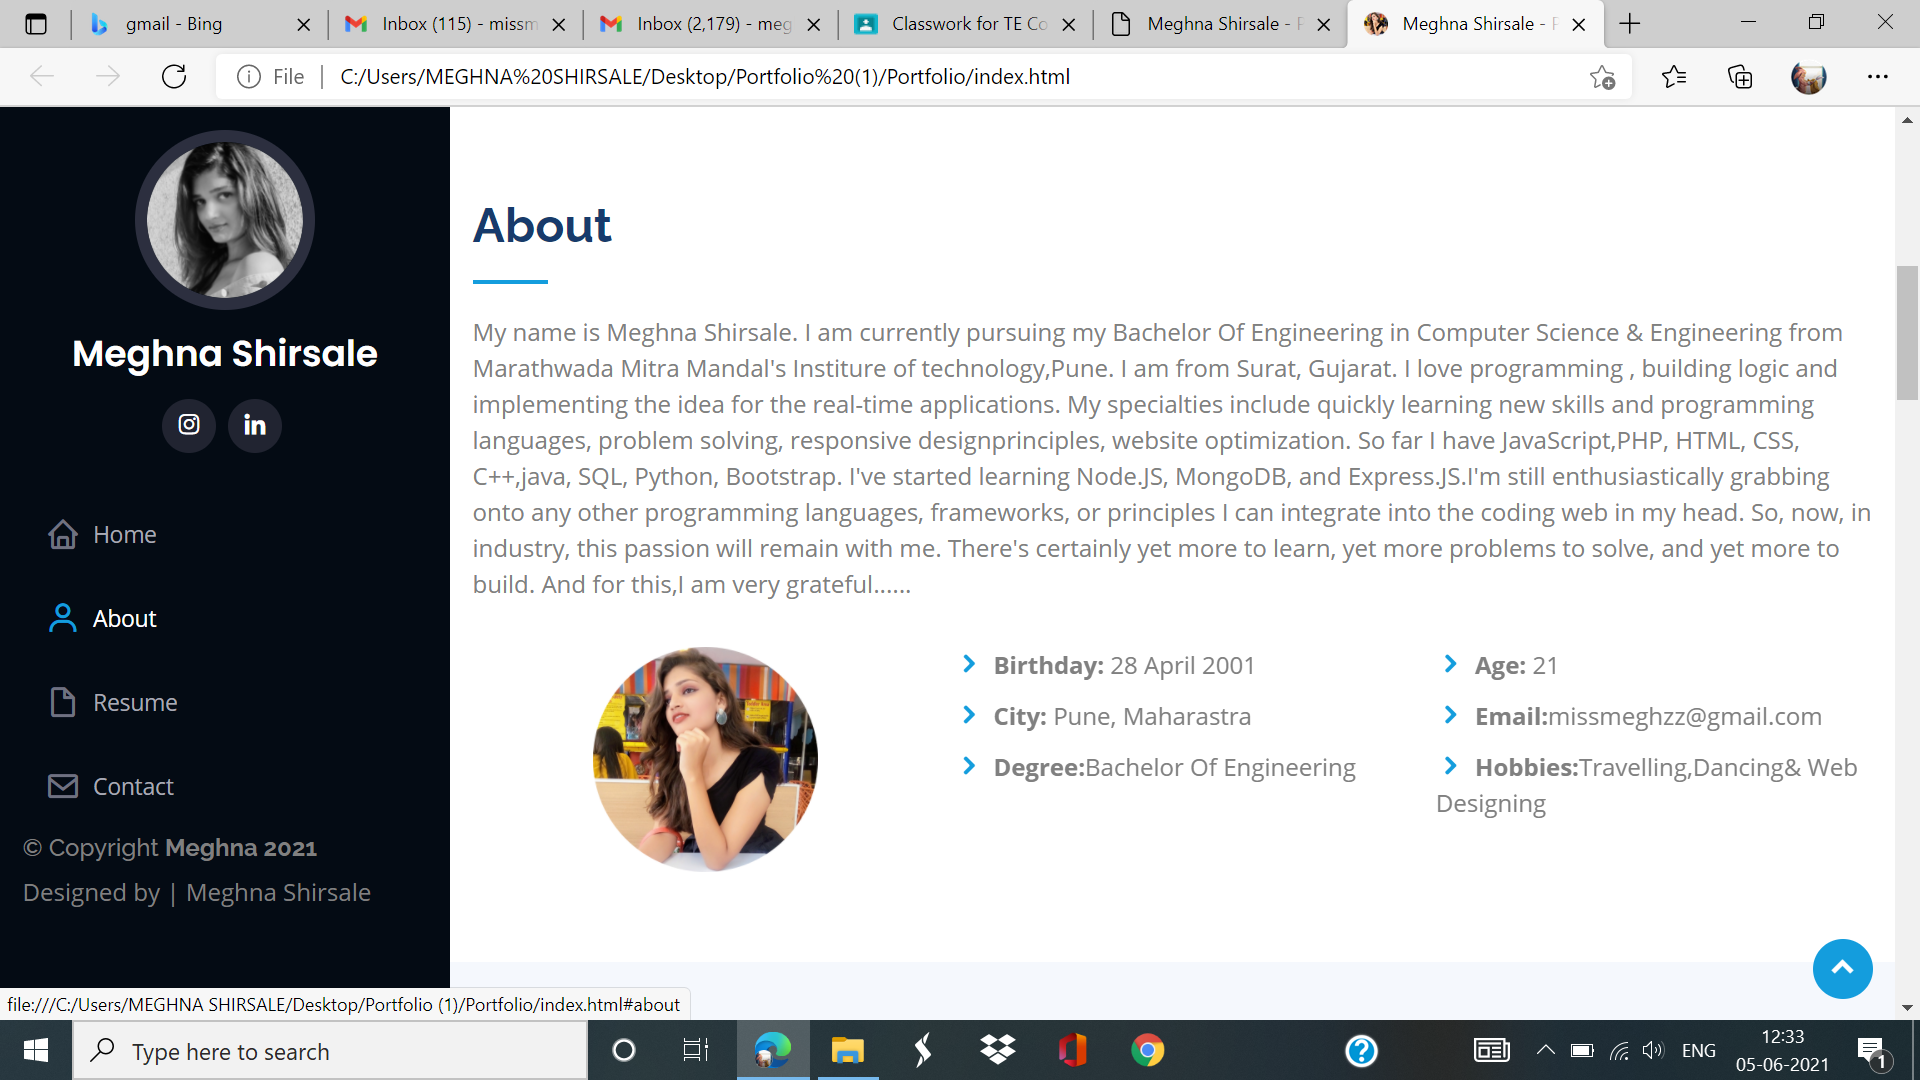 gmail - Bing
Inbox (115) - missm
Inbox (2,179) - meg
Classwork for TE Co
Meghna Shirsale - P
Meghna Shirsale - P
File
C:/Users/MEGHNA%20SHIRSALE/Desktop/Portfolio%20(1)/Portfolio/index.html
Meghna Shirsale
in
Home
About
Resume
Contact
© Copyright Meghna 2021
Designed by | Meghna Shirsale
About
My name is Meghna Shirsale. I am currently pursuing my Bachelor Of Engineering in Computer Science & Engineering from
Marathwada Mitra Mandal's Institure of technology,Pune. I am from Surat, Gujarat. I love programming , building logic and
implementing the idea for the real-time applications. My specialties include quickly learning new skills and programming
languages, problem solving, responsive designprinciples, website optimization. So far I have JavaScript,PHP, HTML, CSS,
C++,java, SQL, Python, Bootstrap. I've started learning Node.JS, MongoDB, and Express.JS.I'm still enthusiastically grabbing
onto any other programming languages, frameworks, or principles I can integrate into the coding web in my head. So, now, in
industry, this passion will remain with me. There's certainly yet more to learn, yet more problems to solve, and yet more to
build. And for this,I am very grateful......
Birthday: 28 April 2001
City: Pune, Maharastra
Degree:Bachelor Of Engineering
Age: 21
Email:missmeghzz@gmail.com
Hobbies:Travelling,Dancing& Web
Designing
file:///C:/Users/MEGHNA SHIRSALE/Desktop/Portfolio (1)/Portfolio/index.html#about
Type here to search
ENG
12:33
05-06-2021
1